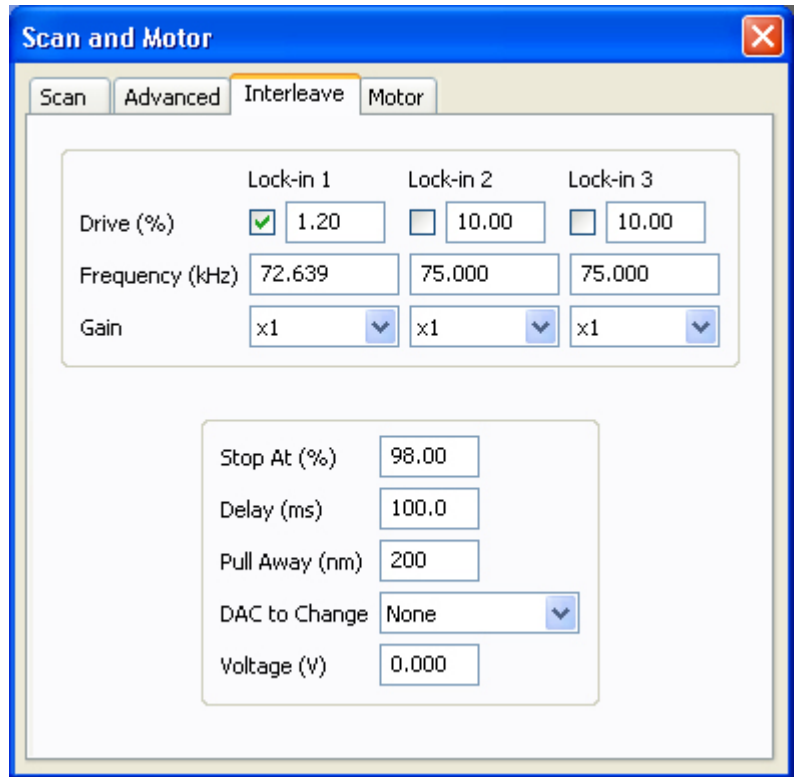 Scan and Motor
Scan Advanced Interleave Motor
Lock-in 1 Lock-in 2 Lock-in 3
Drive (%) 1.20 10.00 10.00
Frequency (kHz) 72.639 75.000 75.000
Gain x1 x1 x1
Stop At (%) 98.00
Delay (ms) 100.0
Pull Away (nm) 200
DAC to Change None
Voltage (V) 0.000